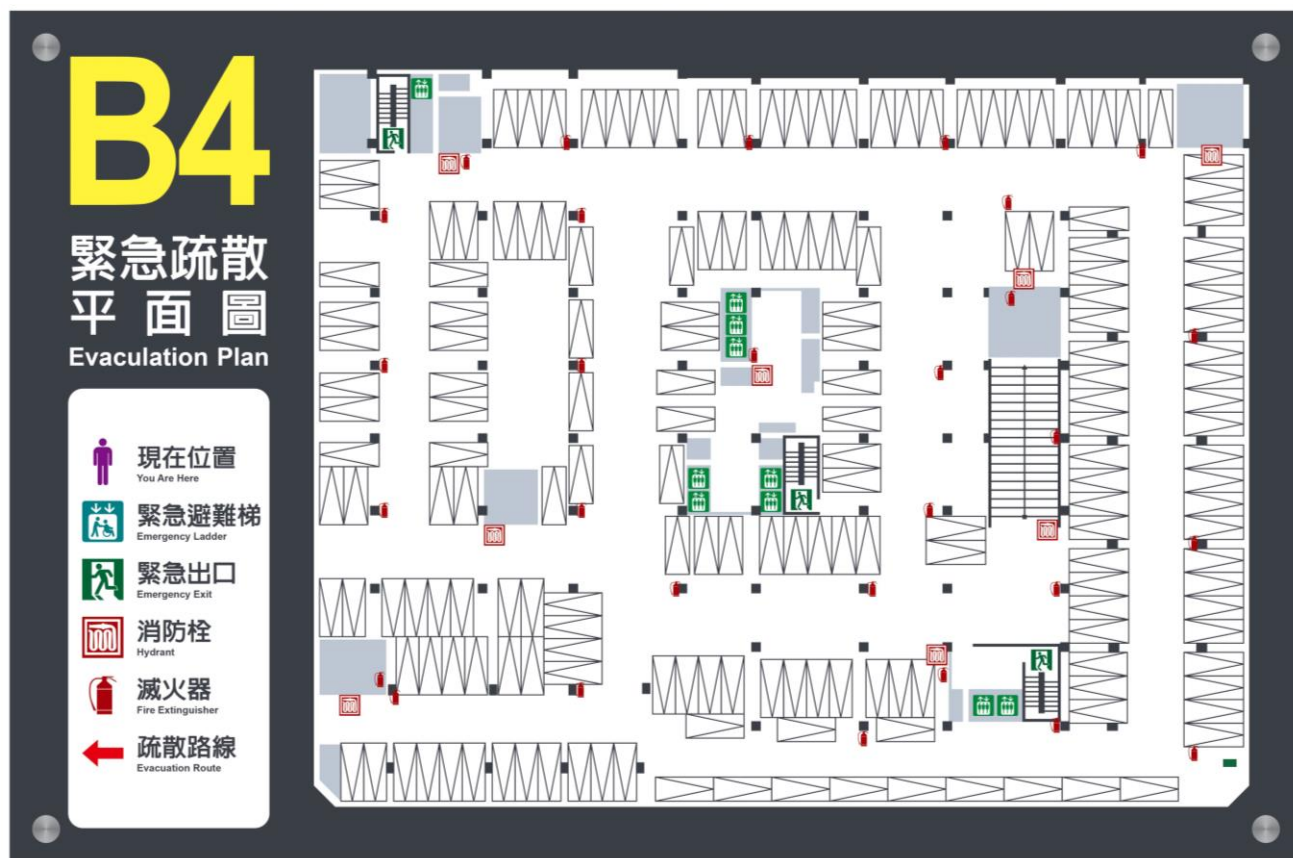 B4
緊急疏散
平面圖
Evaculation Plan
現在位置
You Are Here
緊急避難梯
Emergency Ladder
緊急出口
Emergency Exit
消防栓
Hydrant
滅火器
Fire Extinguisher
疏散路線
Evacuation Route